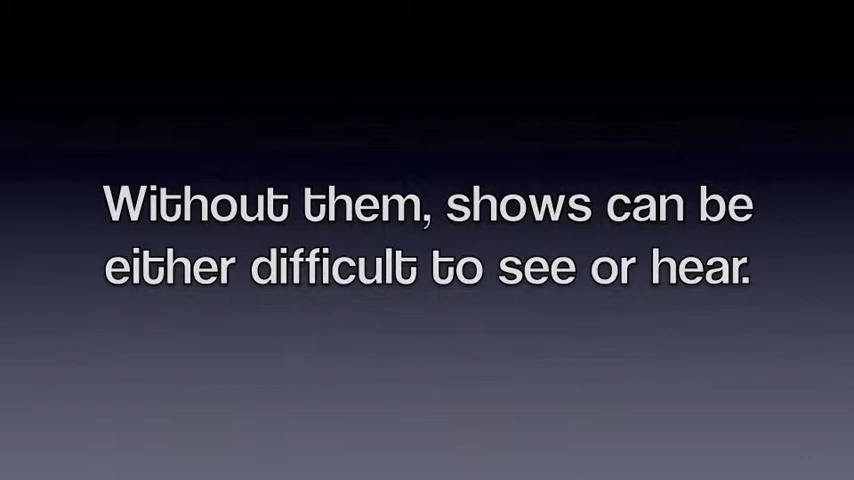 Without them, shows can be
either difficult to see or hear.